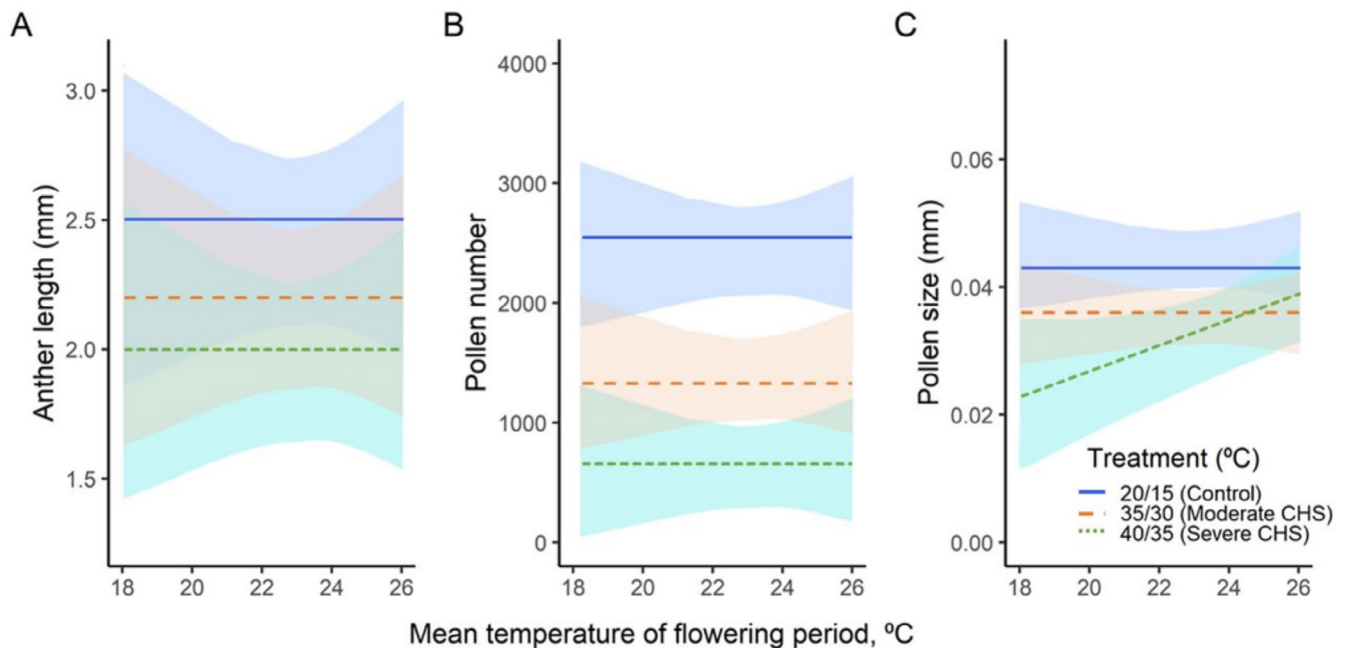 A
B
C
Anther length (mm)
3.0
2.5
2.0
1.5
18 20 22 24 26
Pollen number
4000
3000
2000
1000
0
18 20 22 24 26
Pollen size (mm)
0.06
0.04
0.02
0.00
18 20 22 24 26
Treatment (ºC)
20/15 (Control)
35/30 (Moderate CHS)
40/35 (Severe CHS)
Mean temperature of flowering period, ºC